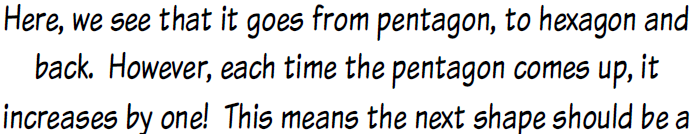 Here, we see that it goes from pentagon, to hexagon and
back. However, each time the pentagon comes up, it
increases by one! This means the next shape should be a